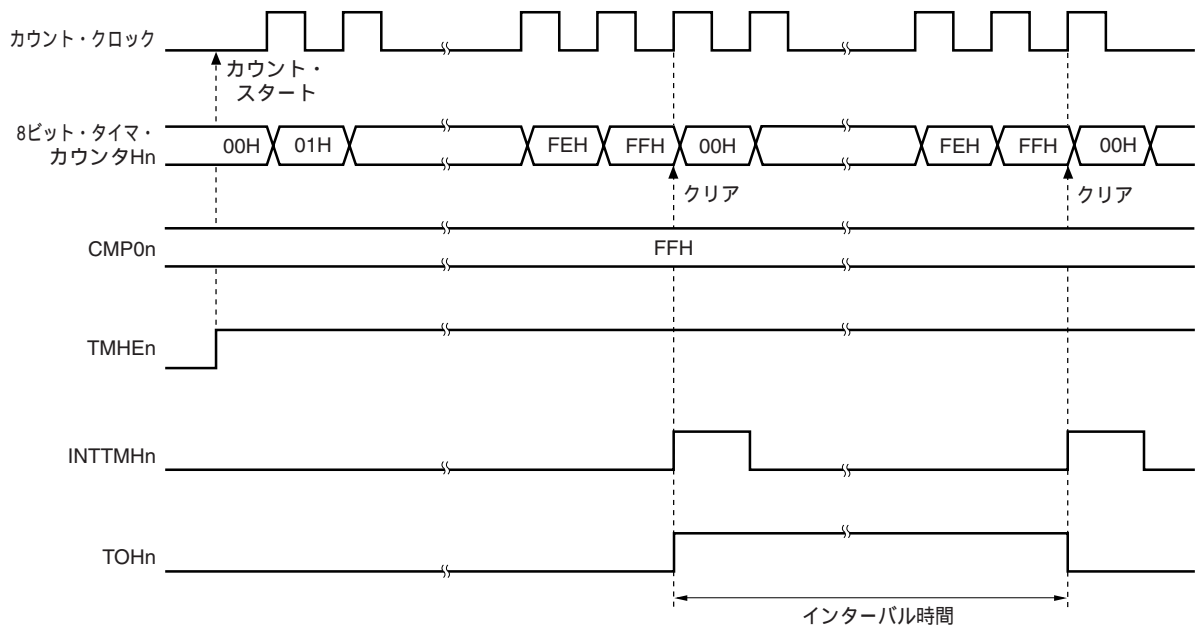 カウント・クロック
カウント・
スタート
8ビット・タイマ・
カウンタHn
00H 01H FEH FFH 00H FEH FFH 00H
クリア クリア
CMP0n FFH
TMHEn
INTTMHn
TOHn
インターバル時間